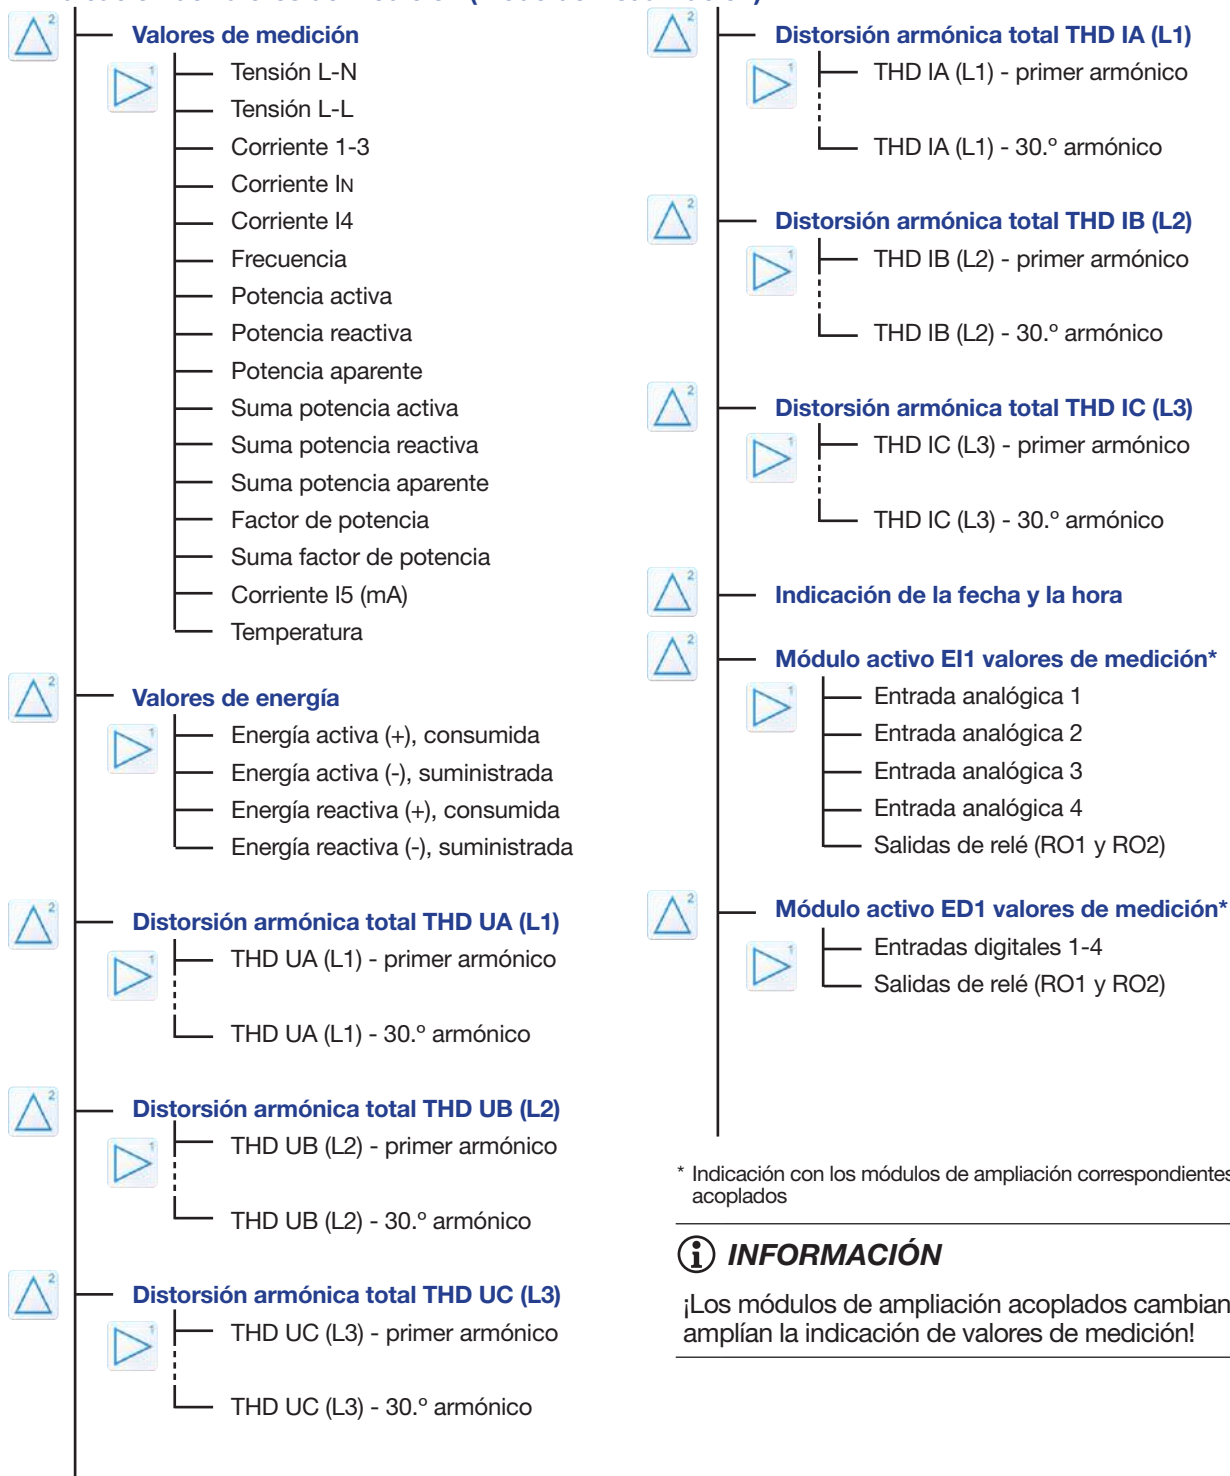 Valores de medición
Tensión L-N
Tensión L-L
Corriente 1-3
Corriente IN
Corriente I4
Frecuencia
Potencia activa
Potencia reactiva
Potencia aparente
Suma potencia activa
Suma potencia reactiva
Suma potencia aparente
Factor de potencia
Suma factor de potencia
Corriente I5 (mA)
Temperatura
Valores de energía
Energía activa (+), consumida
Energía activa (-), suministrada
Energía reactiva (+), consumida
Energía reactiva (-), suministrada
Distorsión armónica total THD UA (L1)
THD UA (L1) - primer armónico
THD UA (L1) - 30.º armónico
Distorsión armónica total THD UB (L2)
THD UB (L2) - primer armónico
THD UB (L2) - 30.º armónico
Distorsión armónica total THD UC (L3)
THD UC (L3) - primer armónico
THD UC (L3) - 30.º armónico
Distorsión armónica total THD IA (L1)
THD IA (L1) - primer armónico
THD IA (L1) - 30.º armónico
Distorsión armónica total THD IB (L2)
THD IB (L2) - primer armónico
THD IB (L2) - 30.º armónico
Distorsión armónica total THD IC (L3)
THD IC (L3) - primer armónico
THD IC (L3) - 30.º armónico
Indicación de la fecha y la hora
Módulo activo EI1 valores de medición*
Entrada analógica 1
Entrada analógica 2
Entrada analógica 3
Entrada analógica 4
Salidas de relé (RO1 y RO2)
Módulo activo ED1 valores de medición*
Entradas digitales 1-4
Salidas de relé (RO1 y RO2)
* Indicación con los módulos de ampliación correspondientes
acoplados
INFORMACIÓN
¡Los módulos de ampliación acoplados cambian
amplían la indicación de valores de medición!